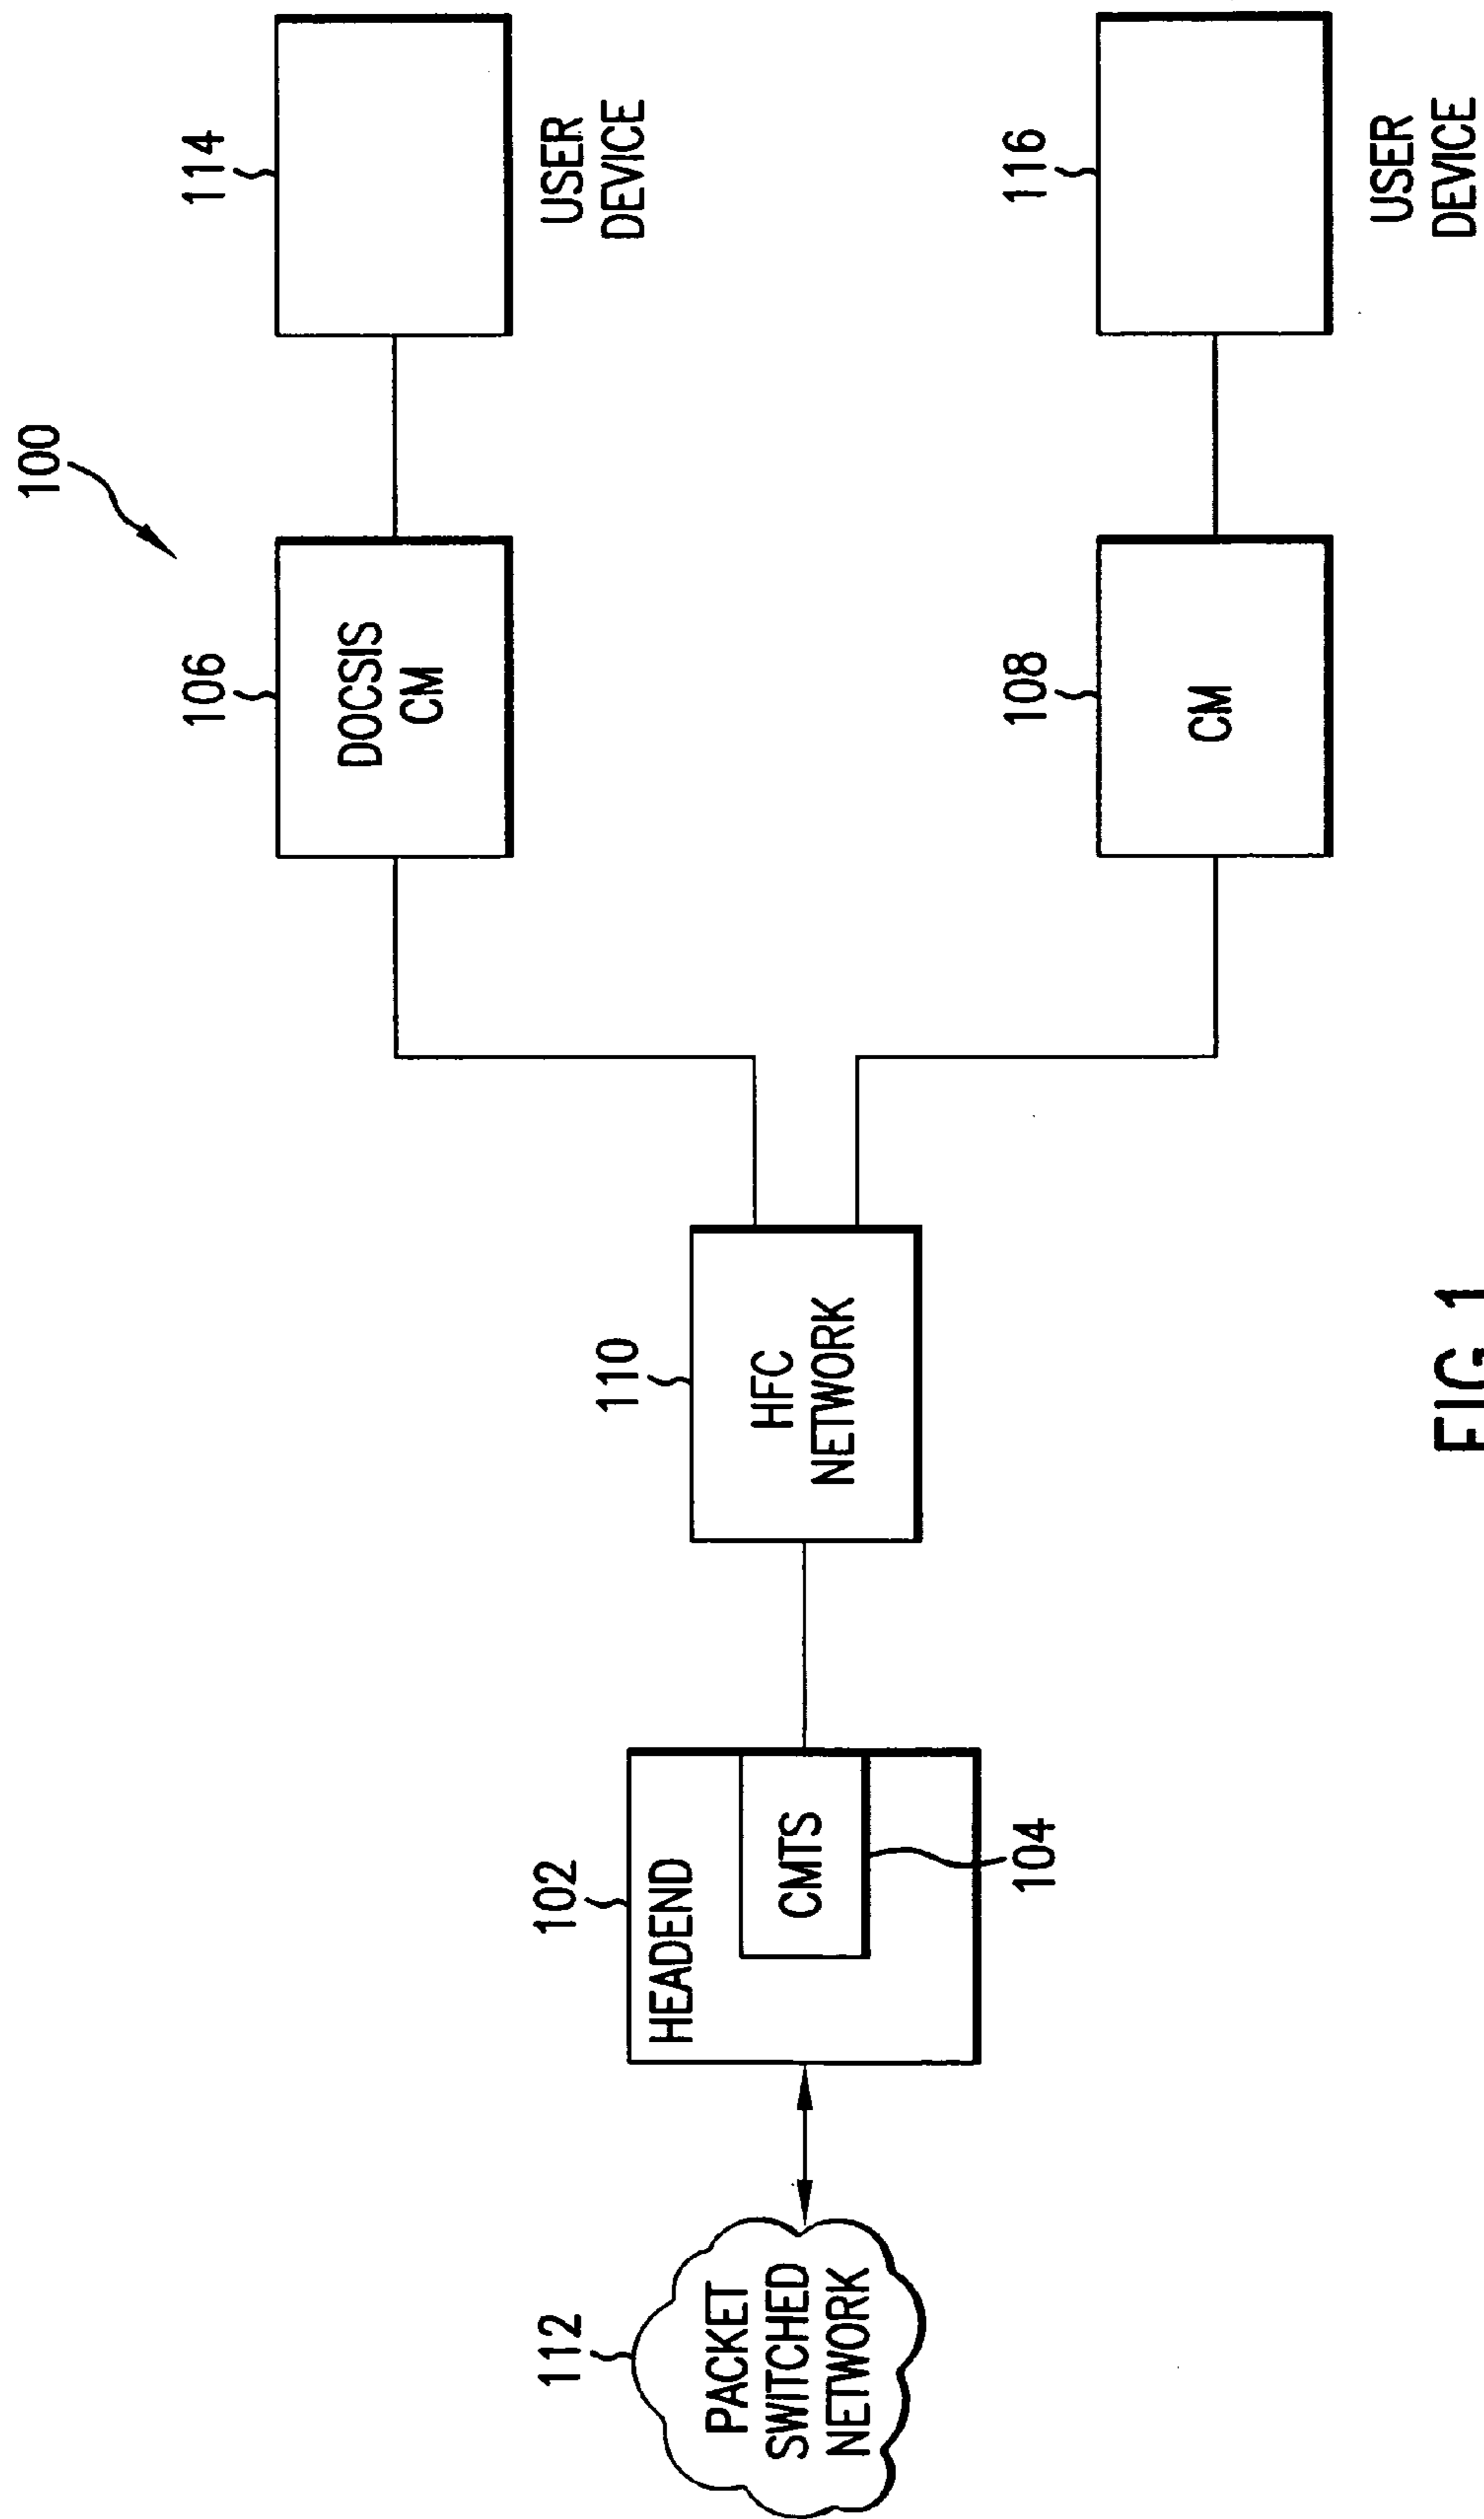 100
112
PACKET
SWITCHED
NETWORK
102
HEADEND
CMTS
104
110
HFC
NETWORK
106
DOCSIS
CM
114
USER
DEVICE
108
CM
116
USER
DEVICE
FIG. 1